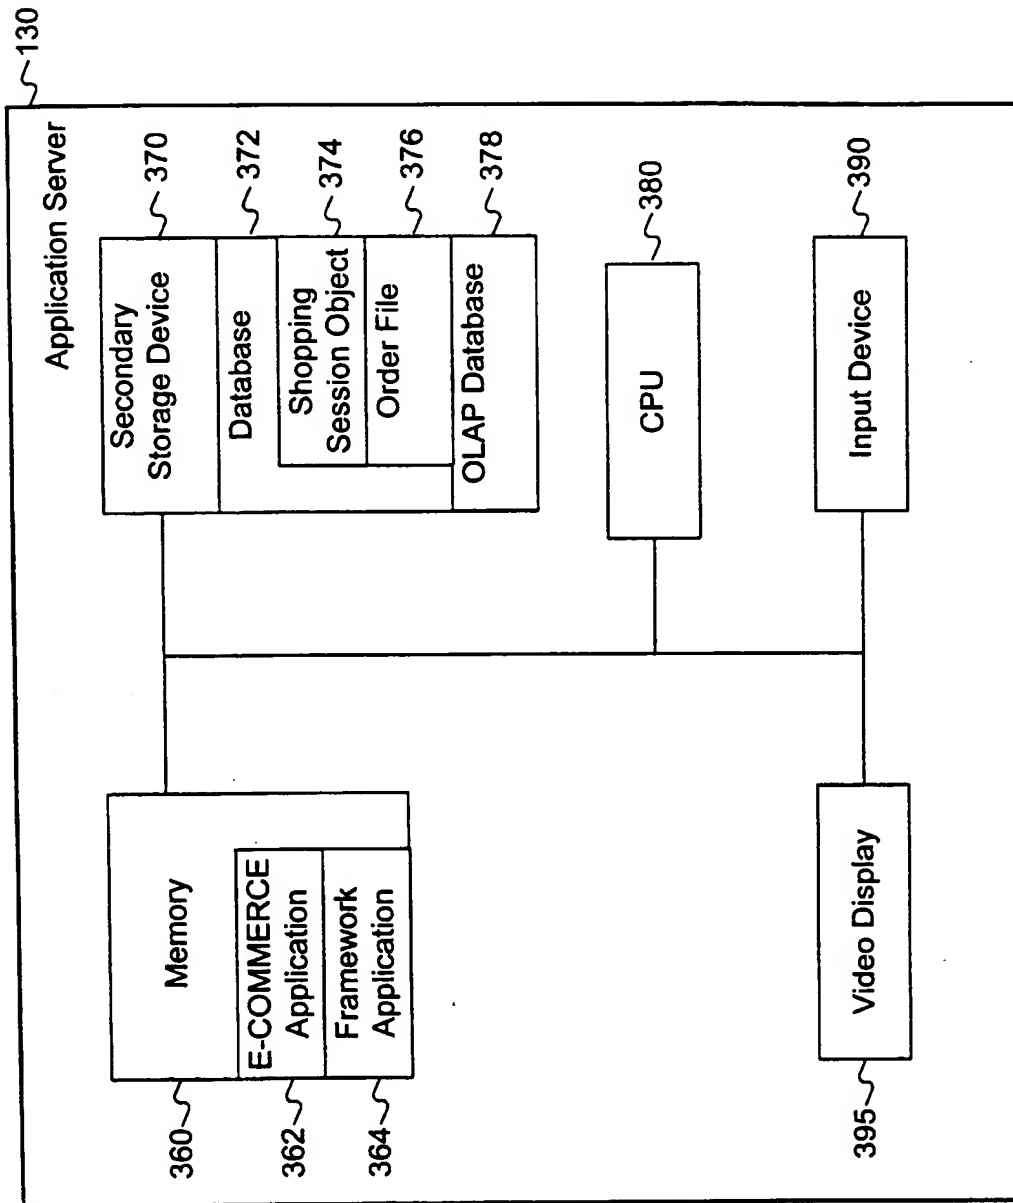 130
Application Server
Memory
E-COMMERCE
Application
Framework
Application
360
362
364
Secondary
Storage Device
Database
Shopping
Session Object
Order File
OLAP Database
370
372
374
376
378
CPU
380
Video Display
395
Input Device
390